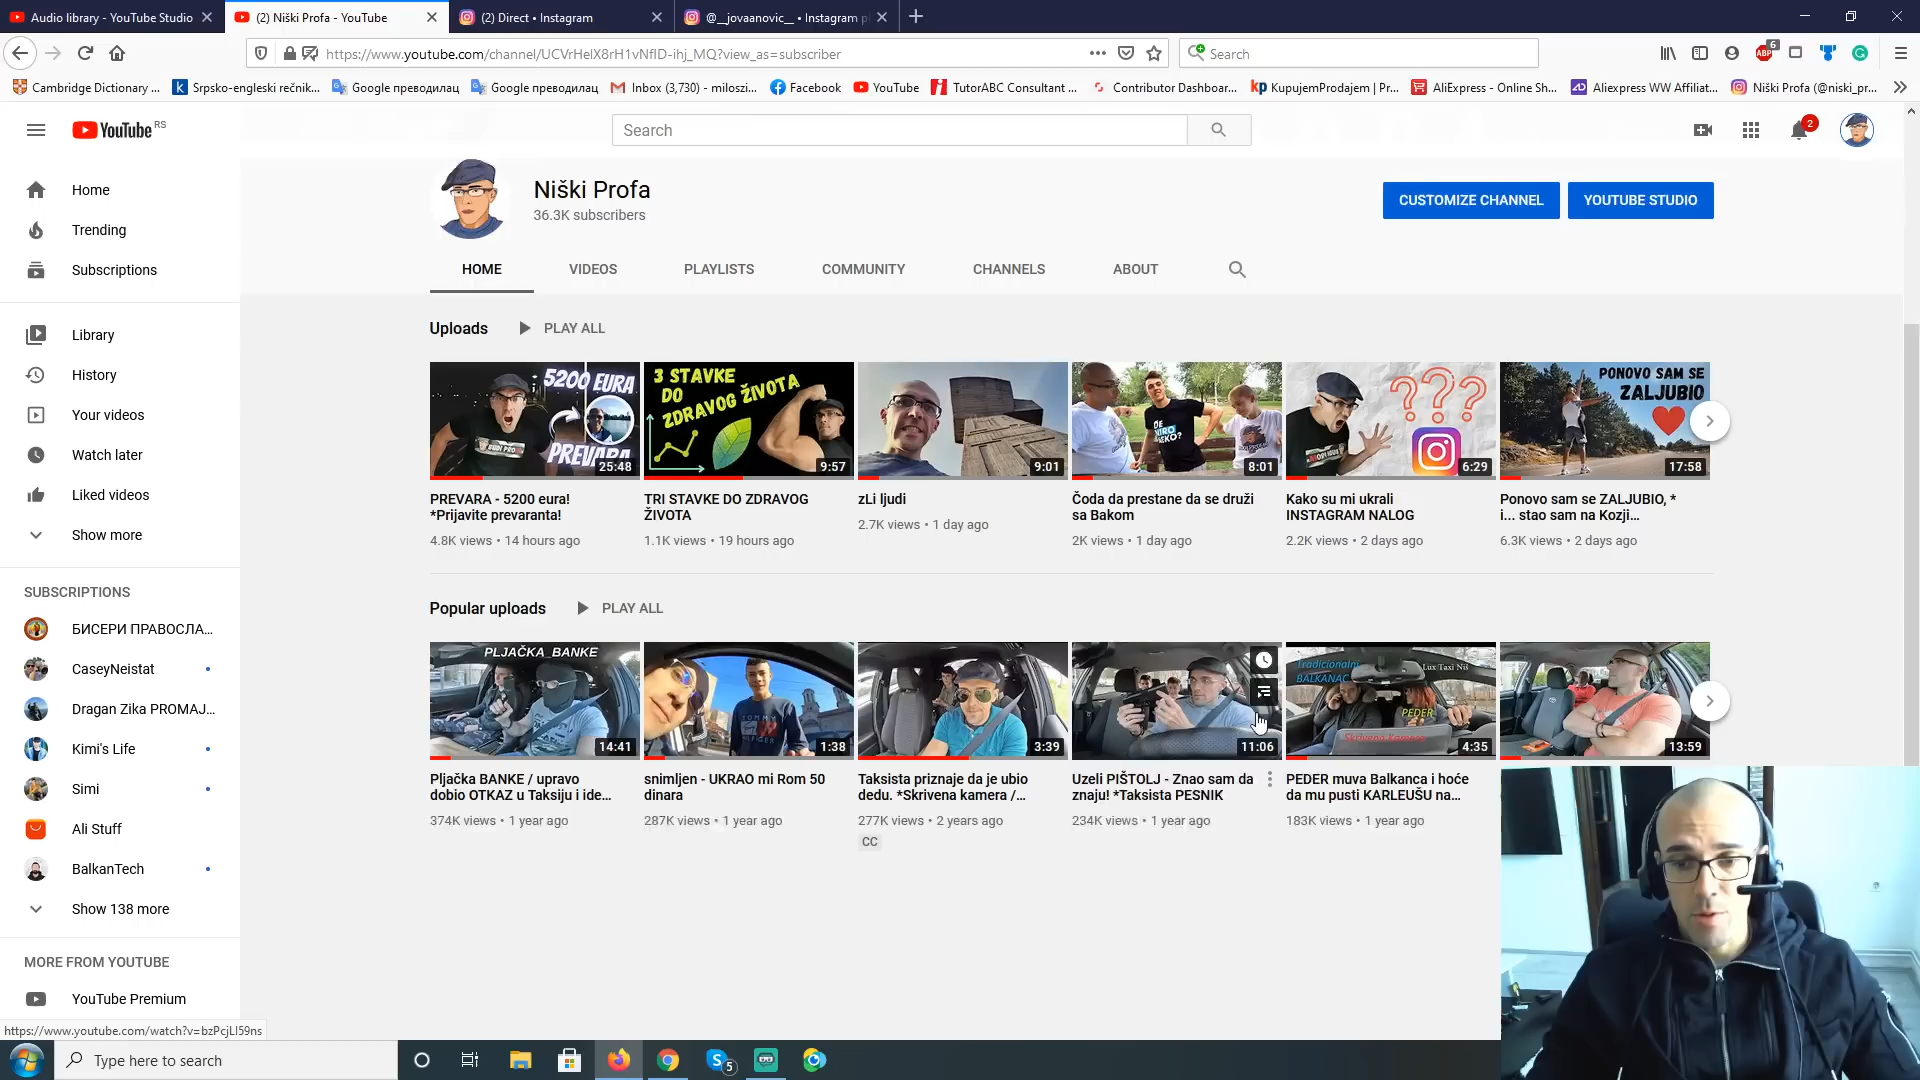 Audio library - YouTube Studio
(2) Niški Profa - YouTube
(2) Direct • Instagram
@__jovaanovic__ • Instagram p
https://www.youtube.com/channel/UCVrHelX8rH1vNfID-ihj_MQ?view_as=subscriber
Search
6
ABP
Cambridge Dictionary ...
Srpsko-engleski rečnik...
Google преводилац
Google преводилац
Inbox (3,730) - miloszi...
Facebook
YouTube
TutorABC Consultant ...
Contributor Dashboar...
KupujemProdajem | Pr...
AliExpress - Online Sh...
Aliexpress WW Affiliat...
Niški Profa (@niski_pr...
YouTube RS
Search
2
Home
Trending
Subscriptions
Library
History
Your videos
Watch later
Liked videos
Show more
SUBSCRIPTIONS
БИСЕРИ ПРАВОСЛА...
CaseyNeistat
Dragan Zika PROMAJ...
Kimi's Life
Simi
Ali Stuff
BalkanTech
Show 138 more
MORE FROM YOUTUBE
YouTube Premium
Niški Profa
36.3K subscribers
CUSTOMIZE CHANNEL
YOUTUBE STUDIO
HOME
VIDEOS
PLAYLISTS
COMMUNITY
CHANNELS
ABOUT
Uploads
PLAY ALL
5200 EURA
PREVARA
25:48
3 STAVKE
DO
ZDRAVOG ŽIVOTA
9:57
9:01
8:01
???
6:29
PONOVO SAM SE
ZALJUBIO
17:58
PREVARA - 5200 eura!
*Prijavite prevaranta!
4.8K views • 14 hours ago
TRI STAVKE DO ZDRAVOG
ŽIVOTA
1.1K views • 19 hours ago
zLi ljudi
2.7K views • 1 day ago
Čoda da prestane da se druži
sa Bakom
2K views • 1 day ago
Kako su mi ukrali
INSTAGRAM NALOG
2.2K views • 2 days ago
Ponovo sam se ZALJUBIO, *
i... stao sam na Kozji...
6.3K views • 2 days ago
Popular uploads
PLAY ALL
PLJAČKA BANKE
14:41
1:38
3:39
11:06
Tradicionalni
BALKANAC
Lux Taxi Niš
PEDER
Skrivena kamera
4:35
13:59
Pljačka BANKE / upravo
dobio OTKAZ u Taksiju i ide...
374K views • 1 year ago
snimljen - UKRAO mi Rom 50
dinara
287K views • 1 year ago
Taksista priznaje da je ubio
dedu. *Skrivena kamera /...
277K views • 2 years ago
CC
Uzeli PIŠTOLJ - Znao sam da
znaju! *Taksista PESNIK
234K views • 1 year ago
PEDER muva Balkanca i hoće
da mu pusti KARLEUŠU na...
183K views • 1 year ago
https://www.youtube.com/watch?v=bzPcjLI59ns
Type here to search
5